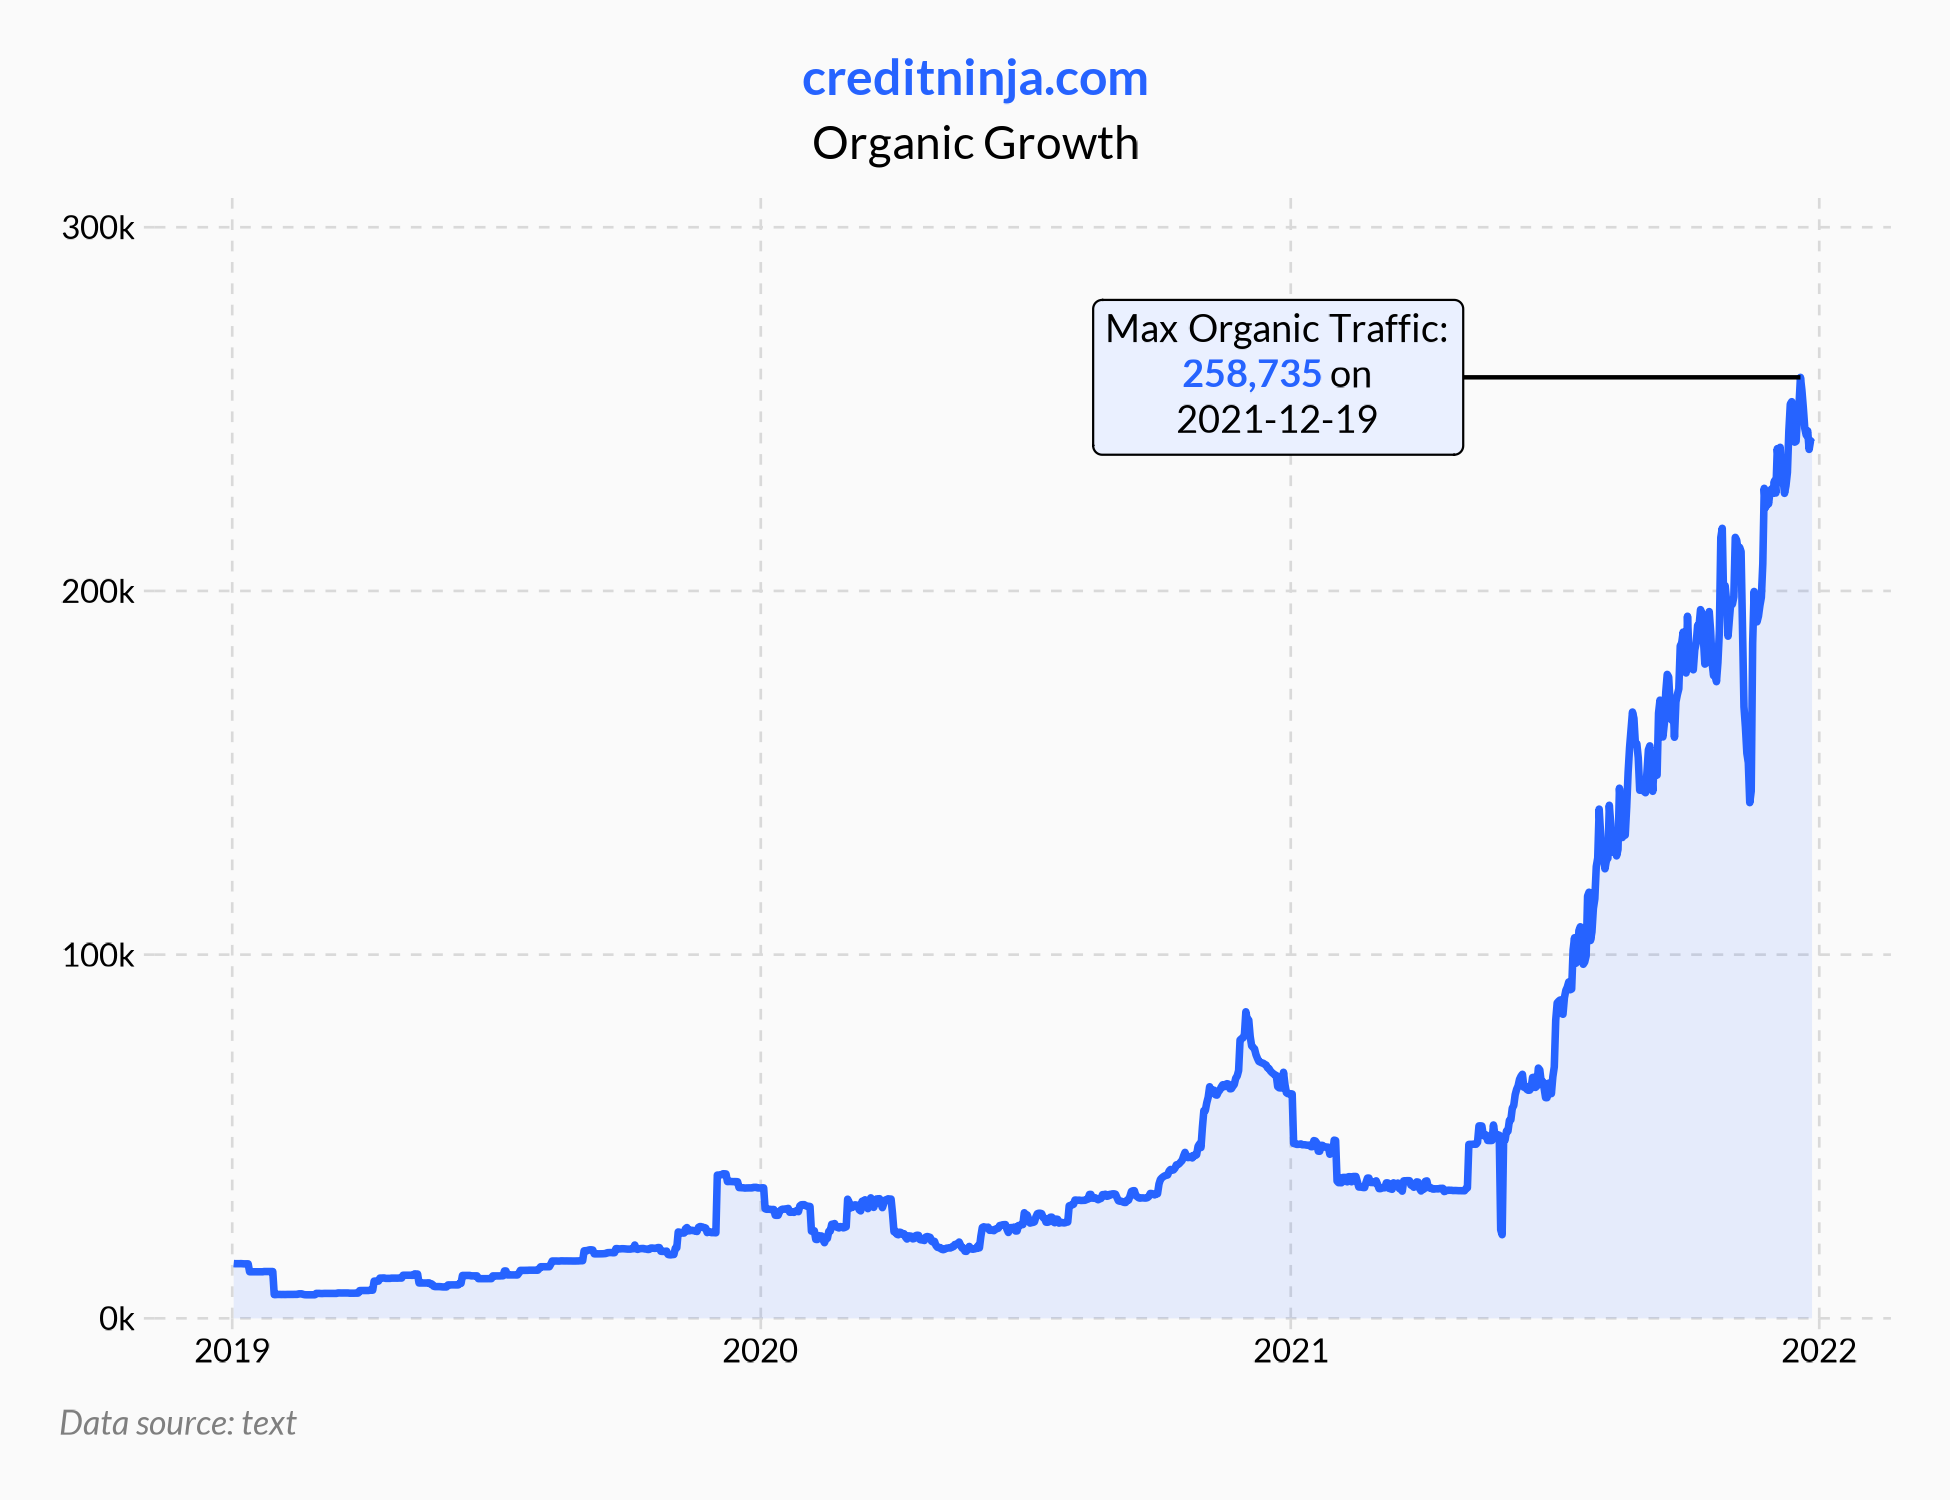 creditninja.com
Organic Growth
300k
Max Organic Traffic:
258,735 on
2021-12-19
200k
100k
0k
2019 2020 2021 2022
Data source: text